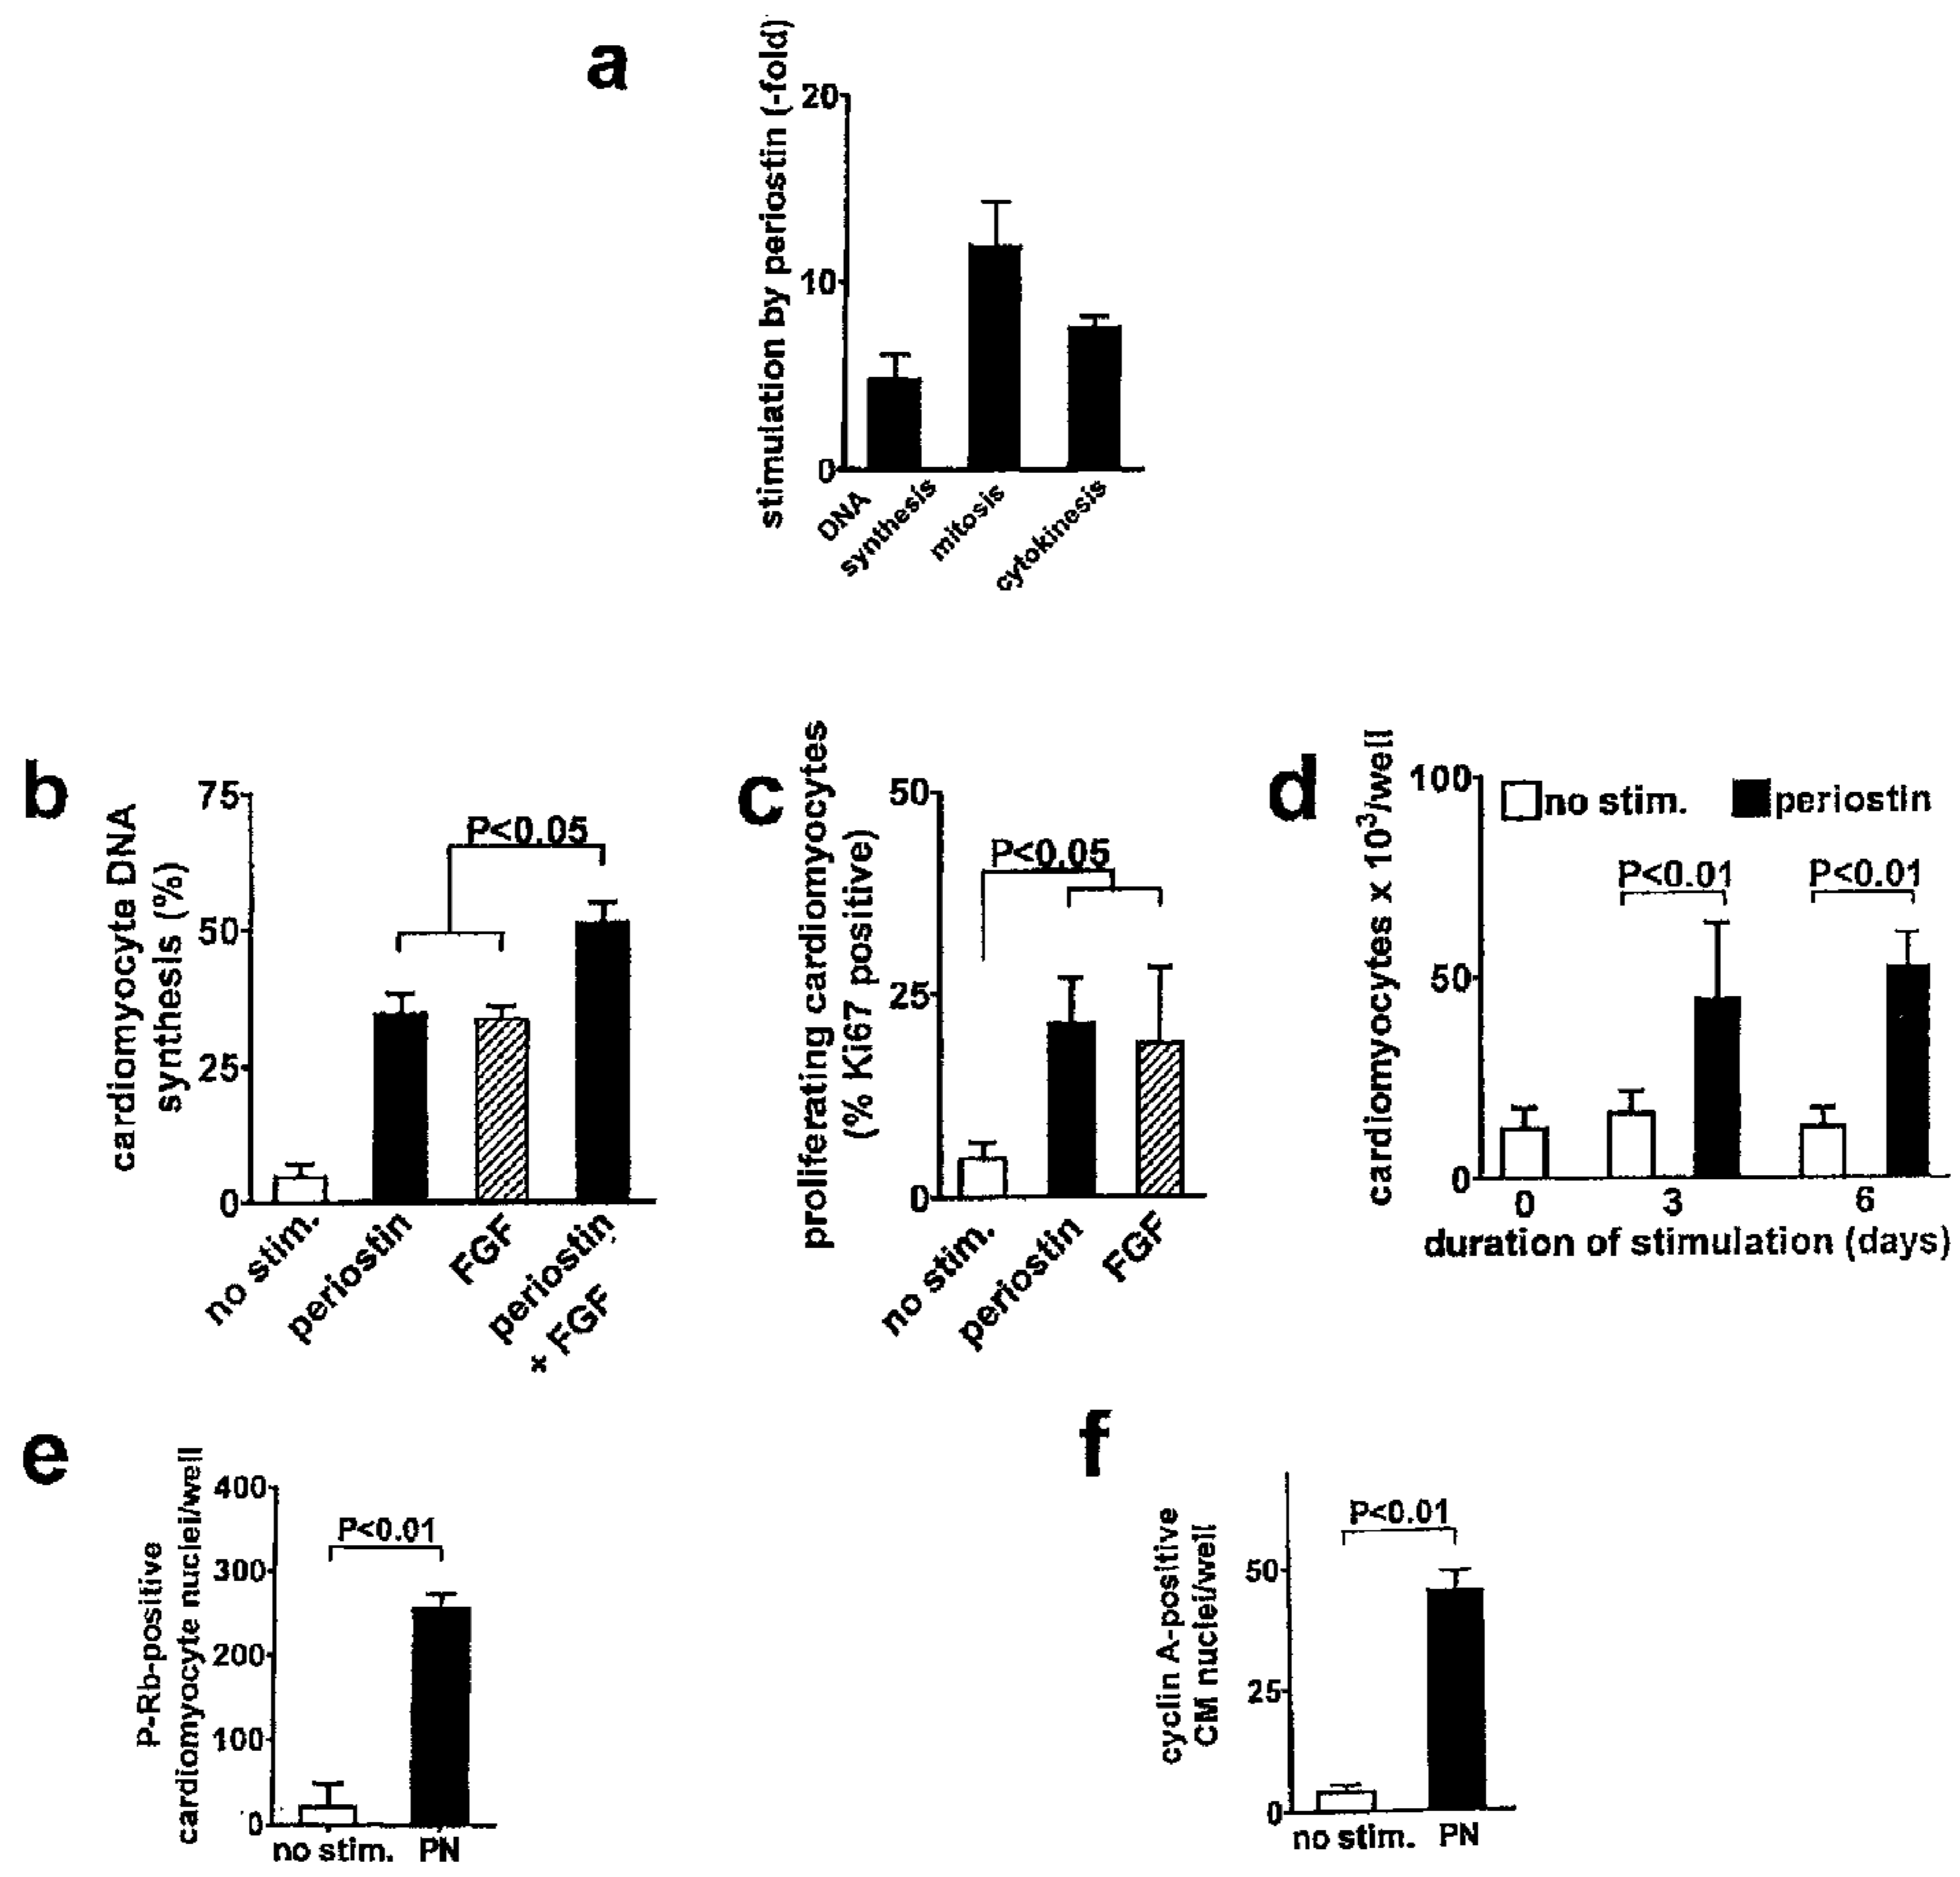 a
stimulation by periostin (-fold)
20
10
0
DNA
synthesis
mitosis
cytokinesis
b
cardiomyocyte DNA
synthesis (%)
75
50
25
0
P<0.05
no stim.
periostin
FGF
periostin
+ FGF
c
proliferating cardiomyocytes
(% Ki67 positive)
50
25
0
P<0.05
no stim.
periostin
FGF
d
cardiomyocytes x 10³/well
100
50
0
no stim.
periostin
P<0.01
P<0.01
0
3
6
duration of stimulation (days)
e
P-Rb-positive
cardiomyocyte nuclei/well
400
300
200
100
0
P<0.01
no stim.
PN
f
cyclin A-positive
CM nuclei/well
50
25
0
P<0.01
no stim.
PN